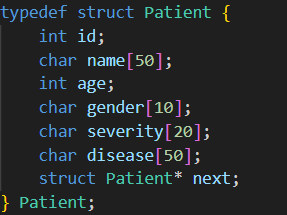 typedef struct Patient {
    int id;
    char name[50];
    int age;
    char gender[10];
    char severity[20];
    char disease[50];
    struct Patient* next;
} Patient;